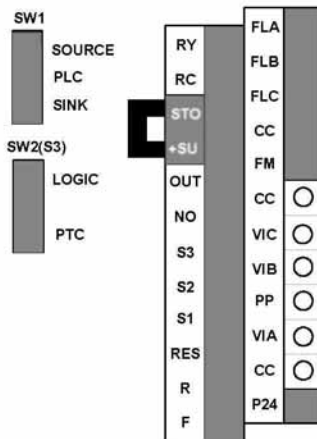 SW1
SOURCE
PLC
SINK
SW2(S3)
LOGIC
PTC
RY
RC
STO
+SU
OUT
NO
S3
S2
S1
RES
R
F
FLA
FLB
FLC
CC
FM
CC
VIC
VIB
PP
VIA
CC
P24